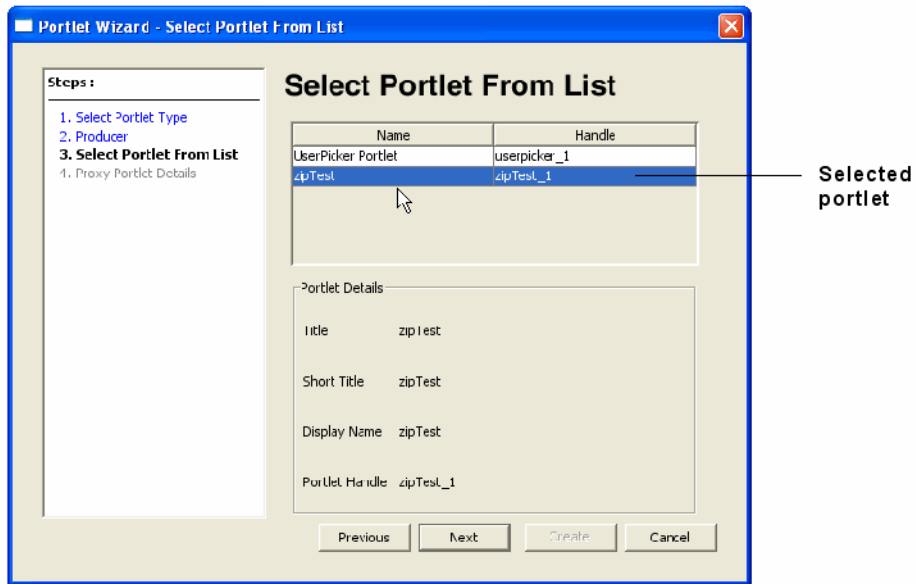 Portlet Wizard - Select Portlet From List
Steps:
1. Select Portlet Type
2. Producer
3. Select Portlet From List
4. Proxy Portlet Details
Select Portlet From List
Name Handle
UserPicker Portlet userpicker_1
zipTest zipTest_1
Selected
portlet
Portlet Details
Title zipTest
Short Title zipTest
Display Name zipTest
Portlet Handle zipTest_1
Previous Next Create Cancel